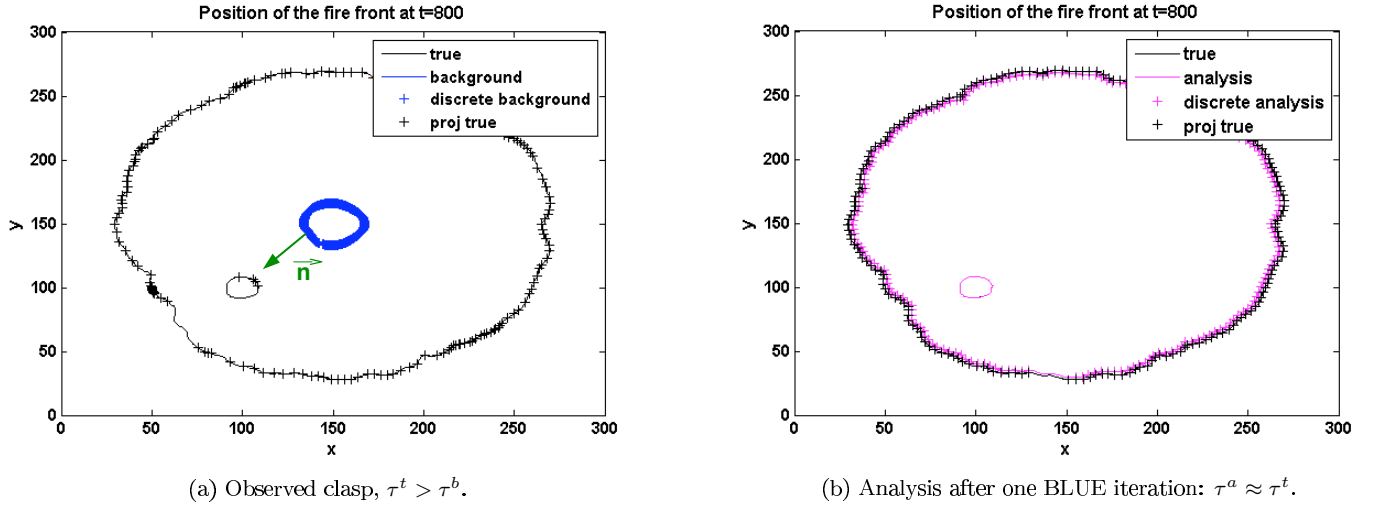 Position of the fire front at t=800
300
250
200
150
100
50
0
0 50 100 150 200 250 300
y
x
true
background
discrete background
proj true
n
(a) Observed clasp, τ^t > τ^b.
Position of the fire front at t=800
300
250
200
150
100
50
0
0 50 100 150 200 250 300
y
x
true
analysis
discrete analysis
proj true
(b) Analysis after one BLUE iteration: τ^a ≈ τ^t.